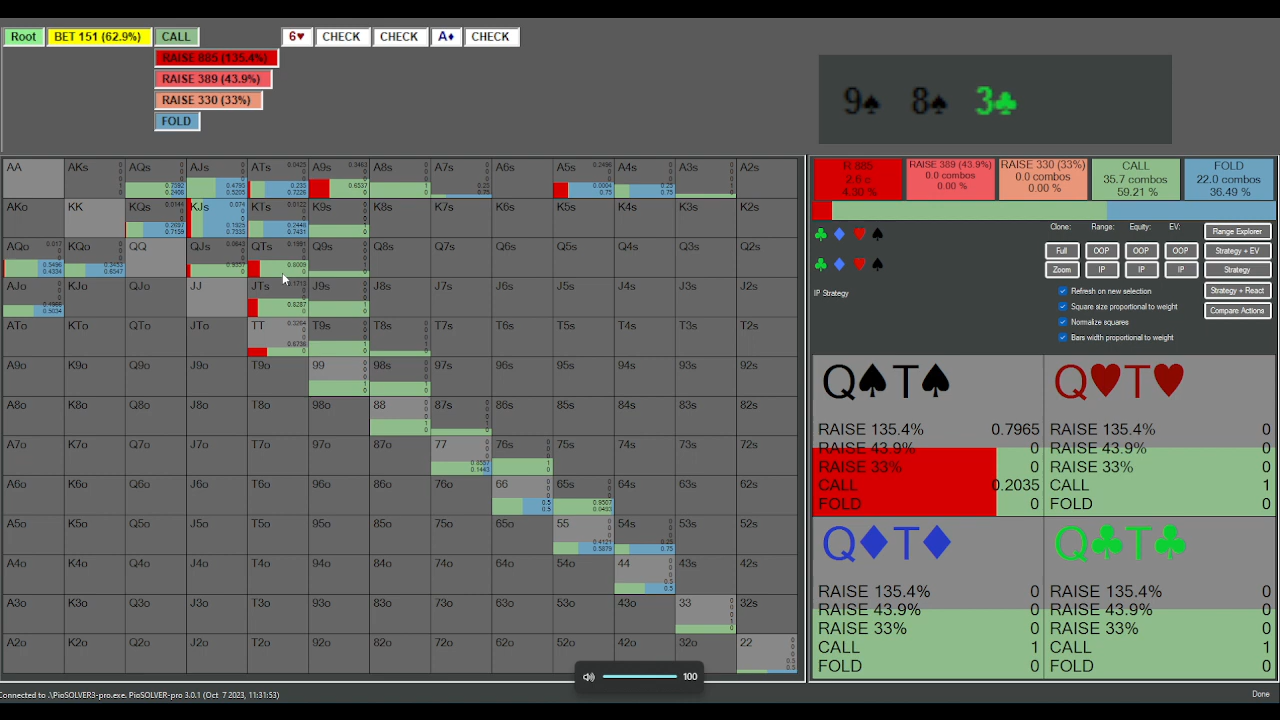 Root BET 151 (62.9%) CALL 6♥ CHECK CHECK A♦ CHECK
RAISE 885 (135.4%)
RAISE 389 (43.9%)
RAISE 330 (33%)
FOLD
9♠ 8♠ 3♣
AA AKs AQs AJs ATs A9s A8s A7s A6s A5s A4s A3s A2s
AKo KK KQs KJs KTs K9s K8s K7s K6s K5s K4s K3s K2s
AQo KQo QQ QJs QTs Q9s Q8s Q7s Q6s Q5s Q4s Q3s Q2s
AJo KJo QJo JJ JTs J9s J8s J7s J6s J5s J4s J3s J2s
ATo KTo QTo JTo TT T9s T8s T7s T6s T5s T4s T3s T2s
A9o K9o Q9o J9o T9o 99 98s 97s 96s 95s 94s 93s 92s
A8o K8o Q8o J8o T8o 98o 88 87s 86s 85s 84s 83s 82s
A7o K7o Q7o J7o T7o 97o 87o 77 76s 75s 74s 73s 72s
A6o K6o Q6o J6o T6o 96o 86o 76o 66 65s 64s 63s 62s
A5o K5o Q5o J5o T5o 95o 85o 75o 65o 55 54s 53s 52s
A4o K4o Q4o J4o T4o 94o 84o 74o 64o 54o 44 43s 42s
A3o K3o Q3o J3o T3o 93o 83o 73o 63o 53o 43o 33 32s
A2o K2o Q2o J2o T2o 92o 82o 72o 62o 52o 42o 32o 22
R 885 RAISE 389 (43.9%) RAISE 330 (33%) CALL FOLD
2.6 c 0.0 combos 0.0 combos 35.7 combos 22.0 combos
4.30 % 0.00 % 0.00 % 59.21 % 36.49 %
♣ ♦ ♥ ♠
♣ ♦ ♥ ♠
IP Strategy
Clone: Range: Equity: EV:
Full OOP OOP OOP
Zoom IP IP IP
Refresh on new selection
Square size proportional to weight
Normalize squares
Bars width proportional to weight
Range Explorer
Strategy + EV
Strategy
Strategy + React
Compare Actions
Q♠T♠
RAISE 135.4% 0.7965
RAISE 43.9% 0
RAISE 33% 0
CALL 0.2035
FOLD 0
Q♥T♥
RAISE 135.4% 0
RAISE 43.9% 0
RAISE 33% 0
CALL 1
FOLD 0
Q♦T♦
RAISE 135.4% 0
RAISE 43.9% 0
RAISE 33% 0
CALL 1
FOLD 0
Q♣T♣
RAISE 135.4% 0
RAISE 43.9% 0
RAISE 33% 0
CALL 1
FOLD 0
100
Connected to .\PioSOLVER3-pro.exe. PioSOLVER-pro 3.0.1 (Oct 7 2023, 11:31:53)
Done